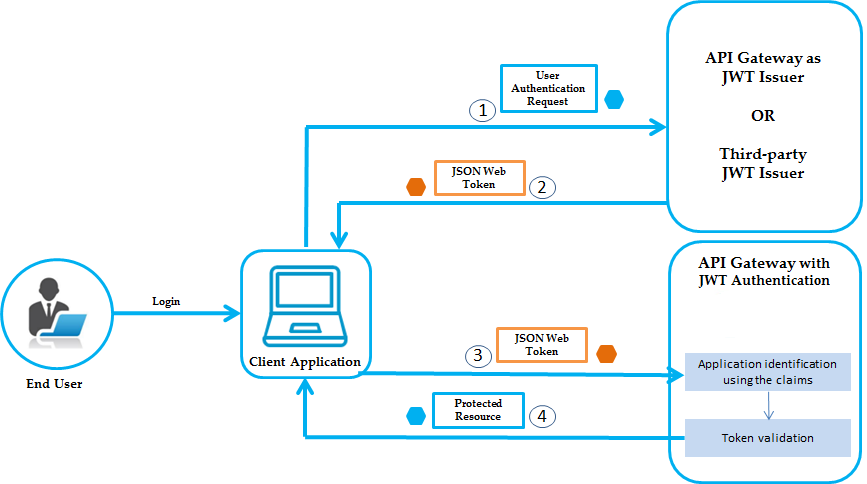 API Gateway as
JWT Issuer
OR
Third-party
JWT Issuer
User
Authentication
Request
1
JSON Web
Token
2
Login
End User
Client Application
API Gateway with
JWT Authentication
JSON Web
Token
3
Application identification
using the claims
Protected
Resource
4
Token validation